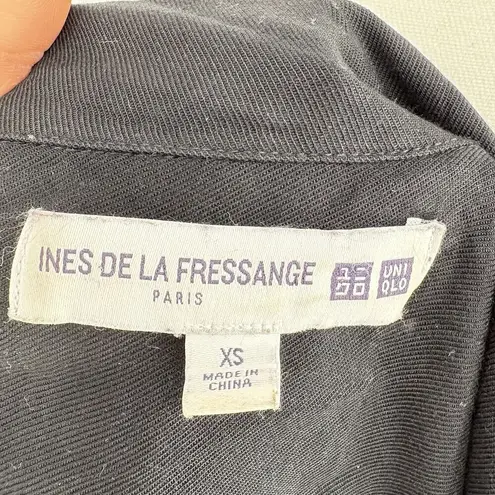 INES DE LA FRESSANGE
PARIS
ユニ
クロ
UNI
QLO
XS
MADE IN
CHINA